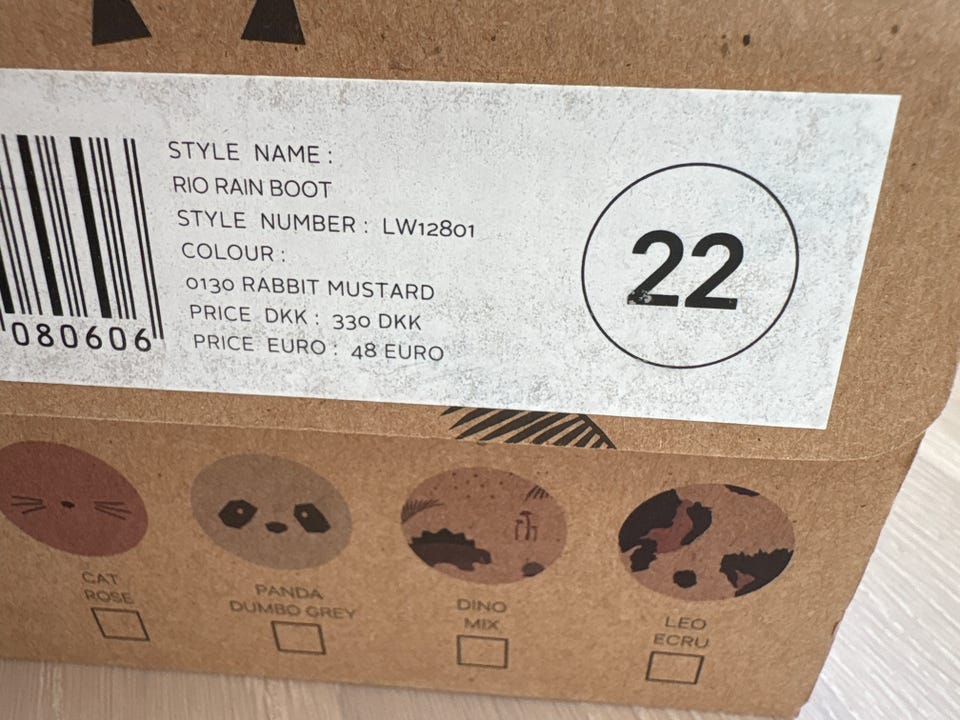 STYLE NAME :
RIO RAIN BOOT
STYLE NUMBER : LW12801
COLOUR :
0130 RABBIT MUSTARD
PRICE DKK : 330 DKK
PRICE EURO : 48 EURO
080606
22
CAT
ROSE
PANDA
DUMBO GREY
DINO
MIX
LEO
ECRU